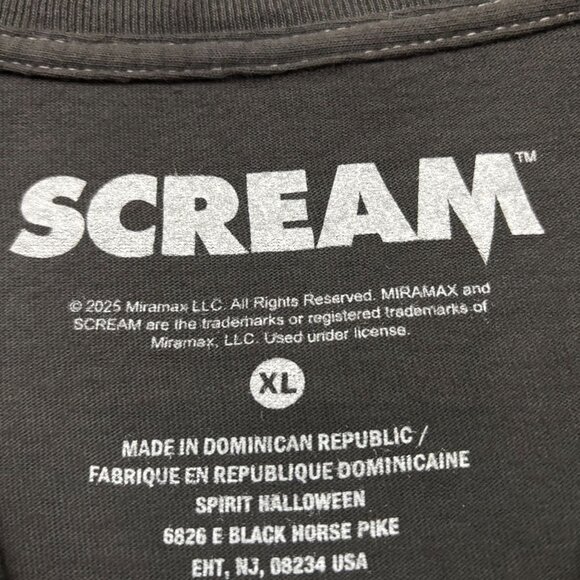 SCREAM™
© 2025 Miramax LLC. All Rights Reserved. MIRAMAX and
SCREAM are the trademarks or registered trademarks of
Miramax, LLC. Used under license.
XL
MADE IN DOMINICAN REPUBLIC /
FABRIQUE EN REPUBLIQUE DOMINICAINE
SPIRIT HALLOWEEN
6826 E BLACK HORSE PIKE
EHT, NJ, 08234 USA